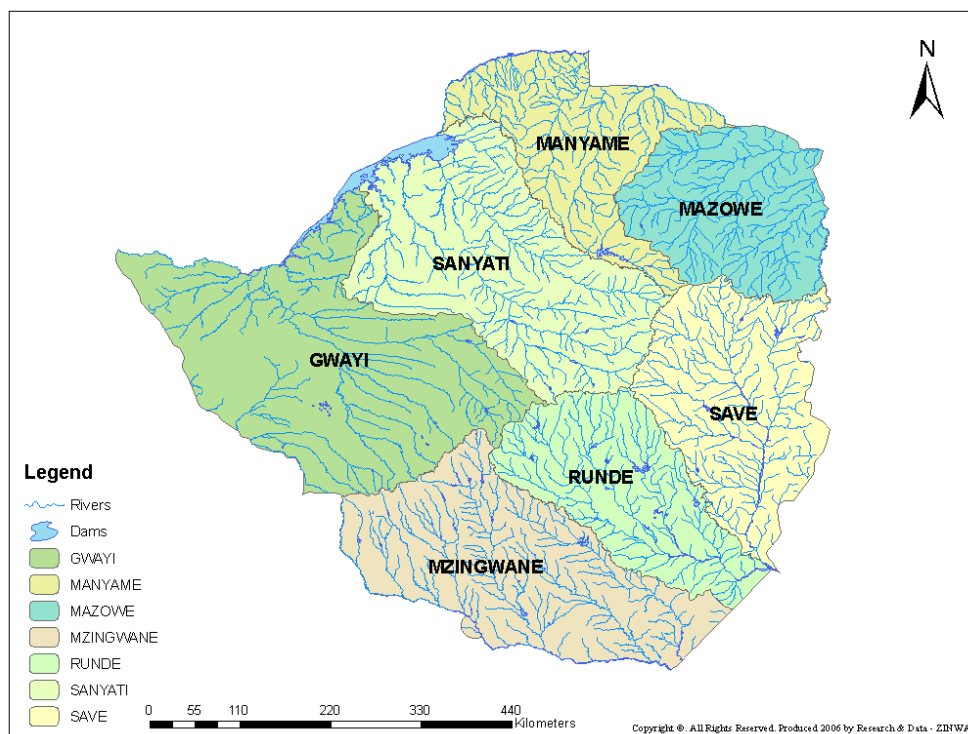 N
MANYAME
MAZOWE
SANYATI
GWAYI
SAVE
RUNDE
MZINGWANE
Legend
Rivers
Dams
GWAYI
MANYAME
MAZOWE
MZINGWANE
RUNDE
SANYATI
SAVE
0 55 110 220 330 440
Kilometers
Copyright ©. All Rights Reserved. Produced 2006 by Research & Data - ZINWA